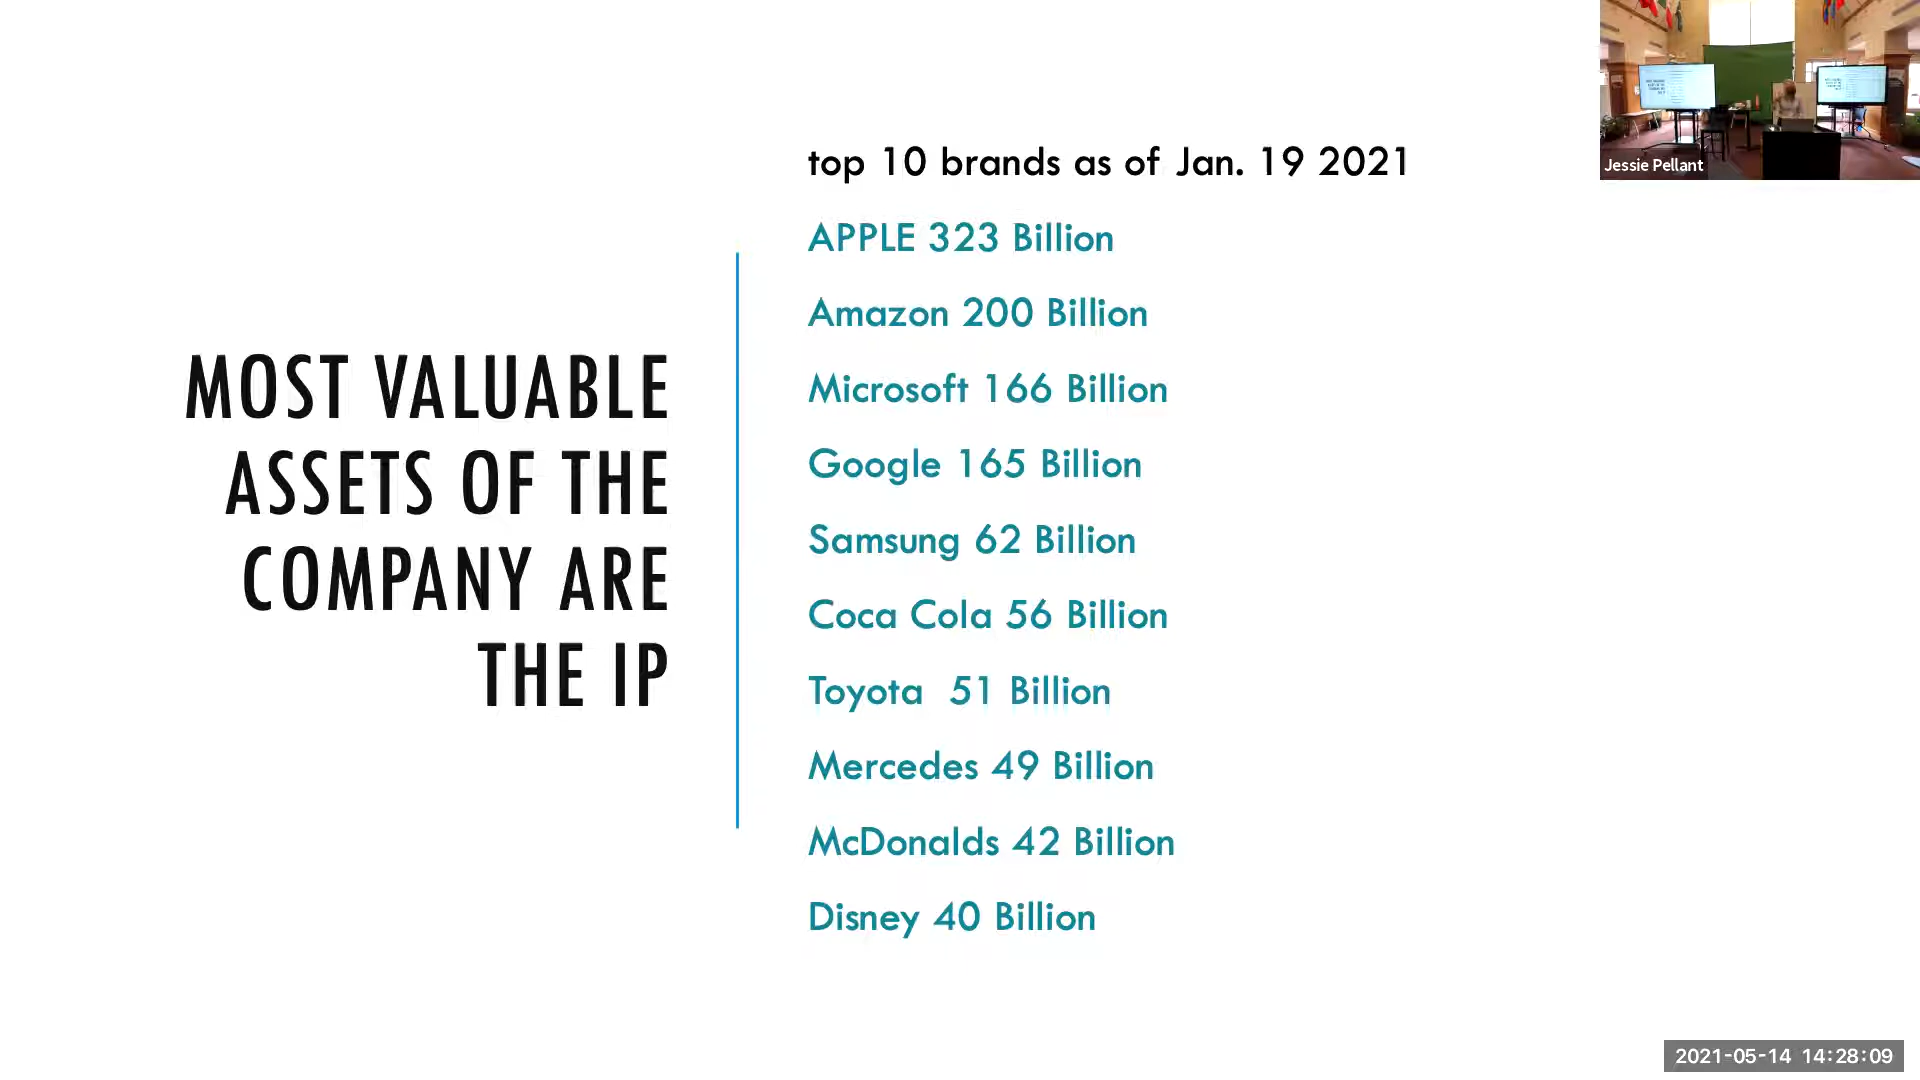 MOST VALUABLE
ASSETS OF THE
COMPANY ARE
THE IP
top 10 brands as of Jan. 19 2021
APPLE 323 Billion
Amazon 200 Billion
Microsoft 166 Billion
Google 165 Billion
Samsung 62 Billion
Coca Cola 56 Billion
Toyota  51 Billion
Mercedes 49 Billion
McDonalds 42 Billion
Disney 40 Billion
Jessie Pellant
2021-05-14 14:28:09